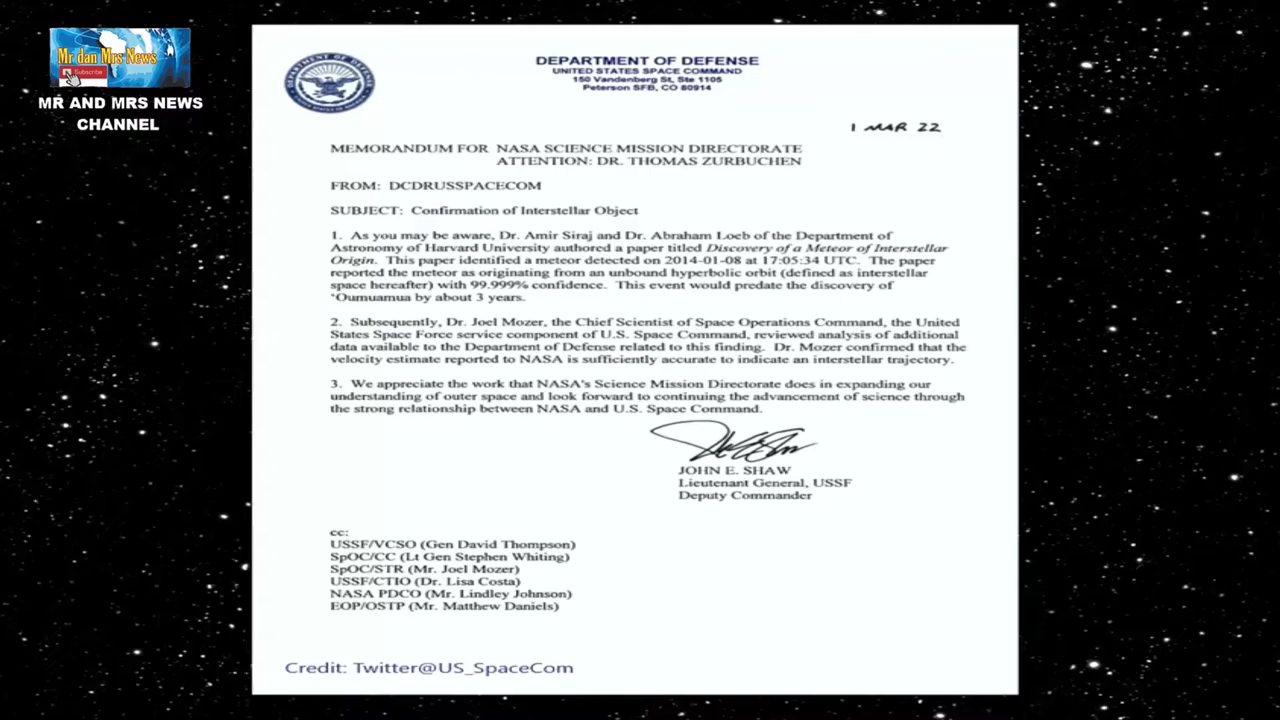 Mr dan Mrs News
Subscribe
MR AND MRS NEWS
CHANNEL
DEPARTMENT OF DEFENSE
UNITED STATES SPACE COMMAND
150 Vandenberg St, Ste 1105
Peterson SFB, CO 80914
1 MAR 22
MEMORANDUM FOR NASA SCIENCE MISSION DIRECTORATE
ATTENTION: DR. THOMAS ZURBUCHEN
FROM: DCDRUSSPACECOM
SUBJECT: Confirmation of Interstellar Object
1. As you may be aware, Dr. Amir Siraj and Dr. Abraham Loeb of the Department of
Astronomy of Harvard University authored a paper titled Discovery of a Meteor of Interstellar
Origin. This paper identified a meteor detected on 2014-01-08 at 17:05:34 UTC. The paper
reported the meteor as originating from an unbound hyperbolic orbit (defined as interstellar
space hereafter) with 99.999% confidence. This event would predate the discovery of
'Oumuamua by about 3 years.
2. Subsequently, Dr. Joel Mozer, the Chief Scientist of Space Operations Command, the United
States Space Force service component of U.S. Space Command, reviewed analysis of additional
data available to the Department of Defense related to this finding. Dr. Mozer confirmed that the
velocity estimate reported to NASA is sufficiently accurate to indicate an interstellar trajectory.
3. We appreciate the work that NASA's Science Mission Directorate does in expanding our
understanding of outer space and look forward to continuing the advancement of science through
the strong relationship between NASA and U.S. Space Command.
JOHN E. SHAW
Lieutenant General, USSF
Deputy Commander
cc:
USSF/VCSO (Gen David Thompson)
SpOC/CC (Lt Gen Stephen Whiting)
SpOC/STR (Mr. Joel Mozer)
USSF/CTIO (Dr. Lisa Costa)
NASA PDCO (Mr. Lindley Johnson)
EOP/OSTP (Mr. Matthew Daniels)
Credit: Twitter@US_SpaceCom